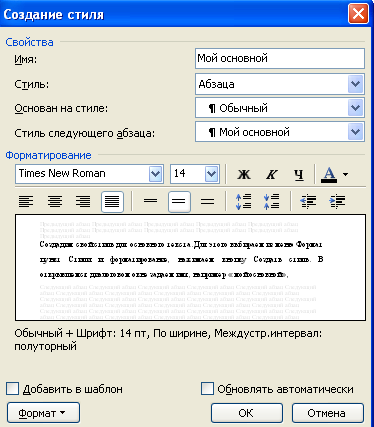 Создание стиля
Свойства
Имя: Мой основной
Стиль: Абзаца
Основан на стиле: ¶ Обычный
Стиль следующего абзаца: ¶ Мой основной
Форматирование
Times New Roman 14 Ж К Ч А
Создадим свой стиль для основного текста. Для этого выбираем в меню Формат
пункт Стили и форматирование, нажимаем кнопку Создать стиль. В
открывшемся диалоговом окне задаем имя, например «мой основной»,
Обычный + Шрифт: 14 пт, По ширине, Междустр.интервал:
полуторный
Добавить в шаблон Обновлять автоматически
Формат ОК Отмена